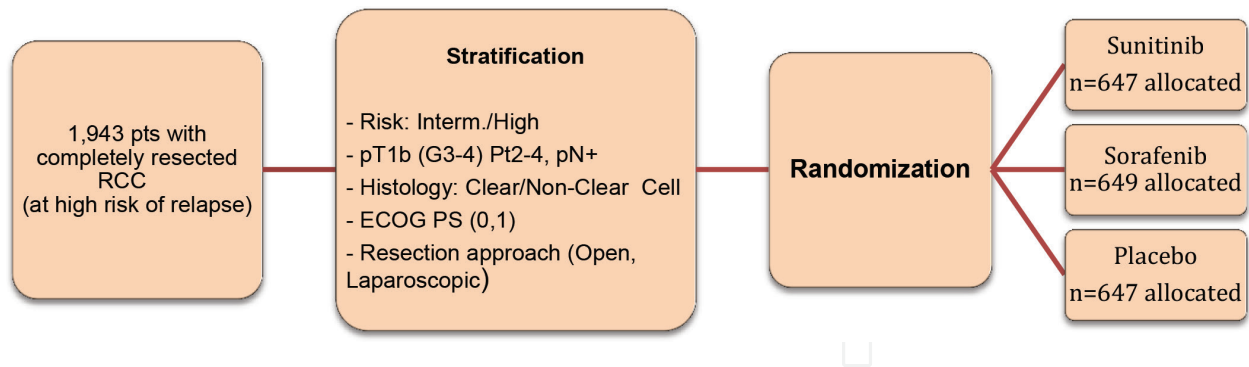 1,943 pts with
completely resected
RCC
(at high risk of relapse)
Stratification
- Risk: Interm./High
- pT1b (G3-4) Pt2-4, pN+
- Histology: Clear/Non-Clear Cell
- ECOG PS (0,1)
- Resection approach (Open,
Laparoscopic)
Randomization
Sunitinib
n=647 allocated
Sorafenib
n=649 allocated
Placebo
n=647 allocated